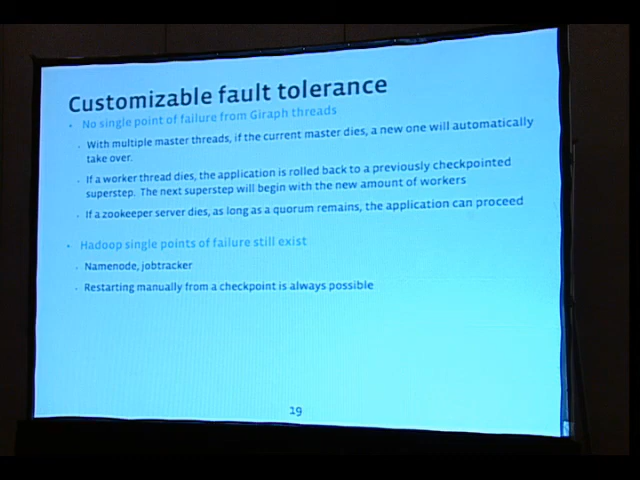 Customizable fault tolerance
• No single point of failure from Giraph threads
• With multiple master threads, if the current master dies, a new one will automatically
take over.
• If a worker thread dies, the application is rolled back to a previously checkpointed
superstep. The next superstep will begin with the new amount of workers
• If a zookeeper server dies, as long as a quorum remains, the application can proceed
• Hadoop single points of failure still exist
• Namenode, jobtracker
• Restarting manually from a checkpoint is always possible
19